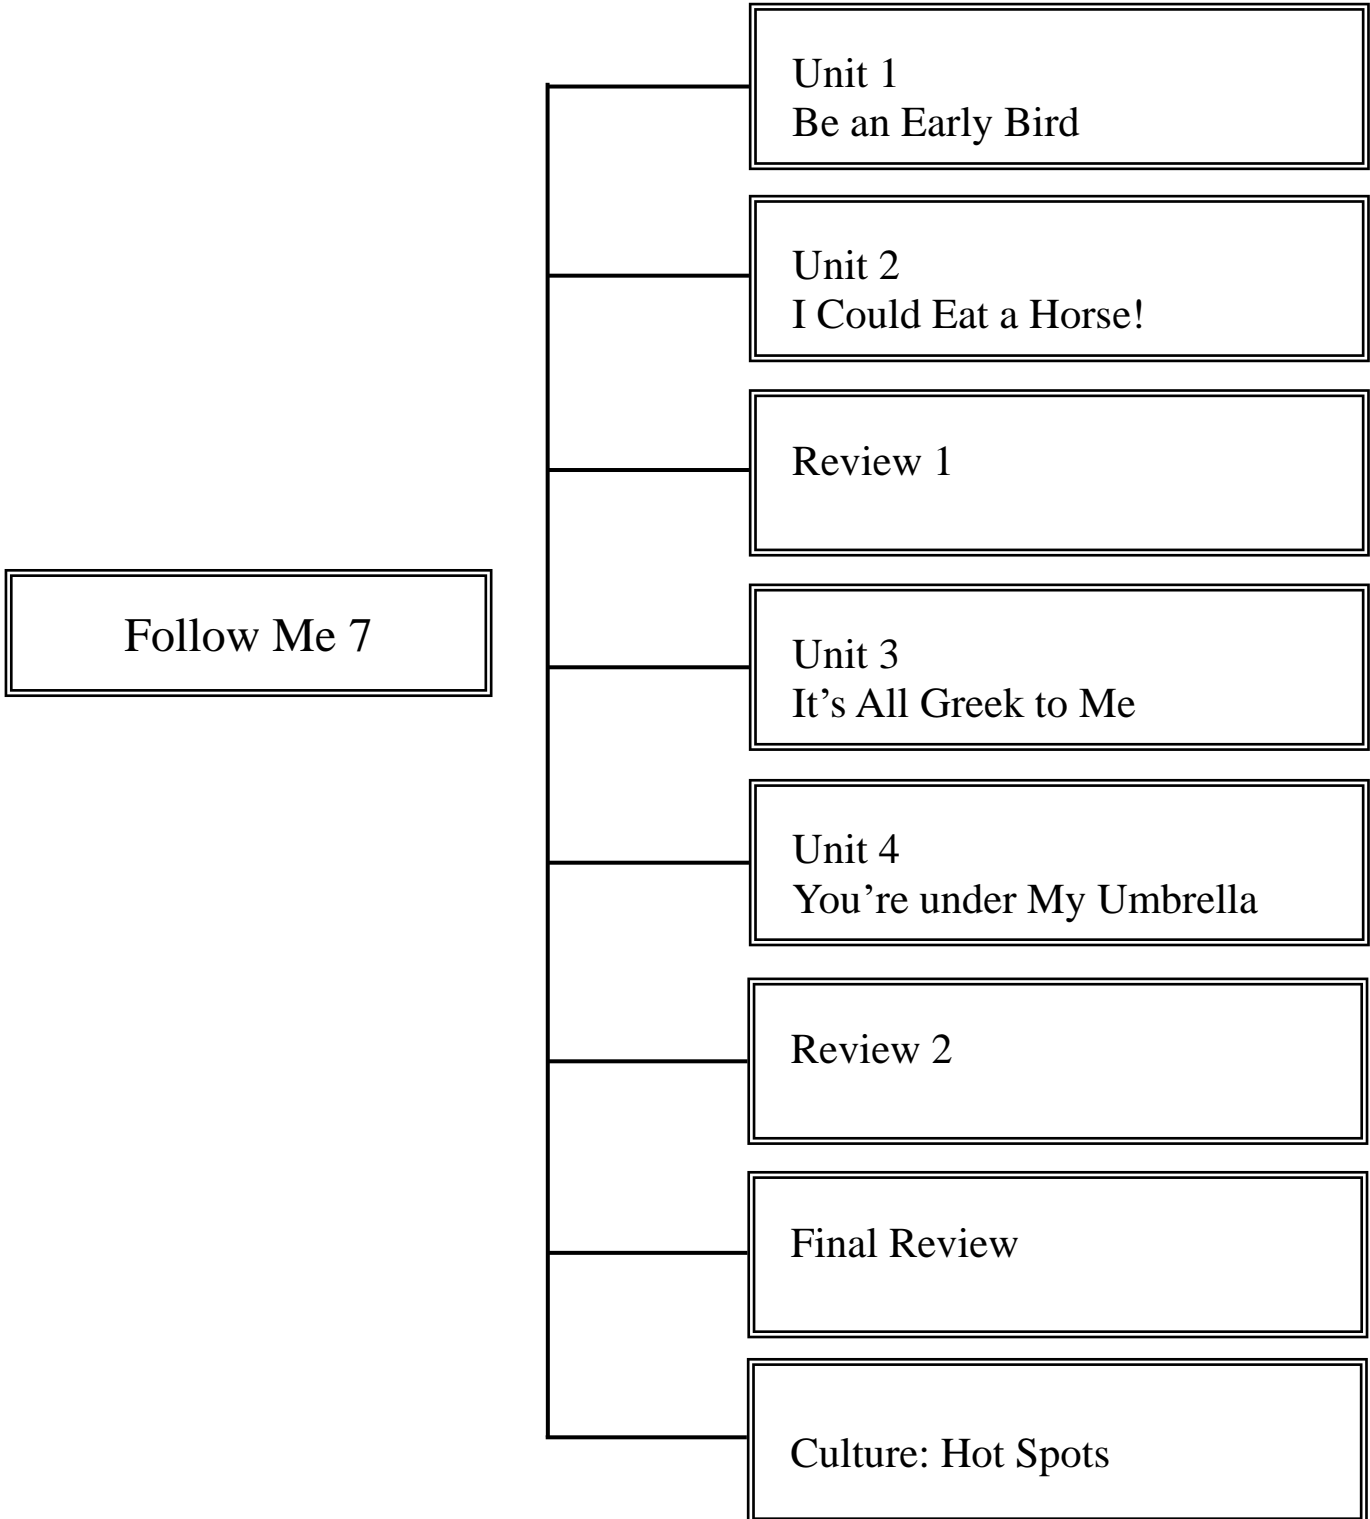 Follow Me 7
Unit 1
Be an Early Bird
Unit 2
I Could Eat a Horse!
Review 1
Unit 3
It’s All Greek to Me
Unit 4
You’re under My Umbrella
Review 2
Final Review
Culture: Hot Spots